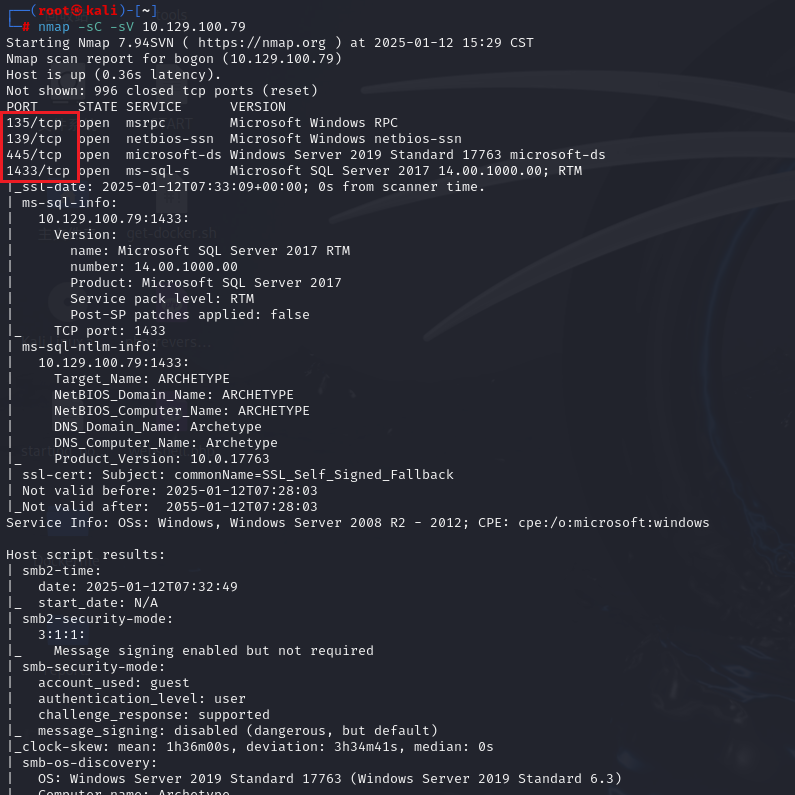 ┌──(root㉿kali)-[~]
└─# nmap -sC -sV 10.129.100.79
Starting Nmap 7.94SVN ( https://nmap.org ) at 2025-01-12 15:29 CST
Nmap scan report for bogon (10.129.100.79)
Host is up (0.36s latency).
Not shown: 996 closed tcp ports (reset)
PORT     STATE SERVICE      VERSION
135/tcp  open  msrpc        Microsoft Windows RPC
139/tcp  open  netbios-ssn  Microsoft Windows netbios-ssn
445/tcp  open  microsoft-ds Windows Server 2019 Standard 17763 microsoft-ds
1433/tcp open  ms-sql-s     Microsoft SQL Server 2017 14.00.1000.00; RTM
|_ssl-date: 2025-01-12T07:33:09+00:00; 0s from scanner time.
| ms-sql-info:
|   10.129.100.79:1433:
|     Version:
|       name: Microsoft SQL Server 2017 RTM
|       number: 14.00.1000.00
|       Product: Microsoft SQL Server 2017
|       Service pack level: RTM
|       Post-SP patches applied: false
|_    TCP port: 1433
| ms-sql-ntlm-info:
|   10.129.100.79:1433:
|     Target_Name: ARCHETYPE
|     NetBIOS_Domain_Name: ARCHETYPE
|     NetBIOS_Computer_Name: ARCHETYPE
|     DNS_Domain_Name: Archetype
|     DNS_Computer_Name: Archetype
|_    Product_Version: 10.0.17763
| ssl-cert: Subject: commonName=SSL_Self_Signed_Fallback
| Not valid before: 2025-01-12T07:28:03
|_Not valid after:  2055-01-12T07:28:03
Service Info: OSs: Windows, Windows Server 2008 R2 - 2012; CPE: cpe:/o:microsoft:windows
Host script results:
| smb2-time:
|   date: 2025-01-12T07:32:49
|_  start_date: N/A
| smb2-security-mode:
|   3:1:1:
|_    Message signing enabled but not required
| smb-security-mode:
|   account_used: guest
|   authentication_level: user
|   challenge_response: supported
|_  message_signing: disabled (dangerous, but default)
|_clock-skew: mean: 1h36m00s, deviation: 3h34m41s, median: 0s
| smb-os-discovery:
|   OS: Windows Server 2019 Standard 17763 (Windows Server 2019 Standard 6.3)
|   Computer name: Archetype
get-docker.sh